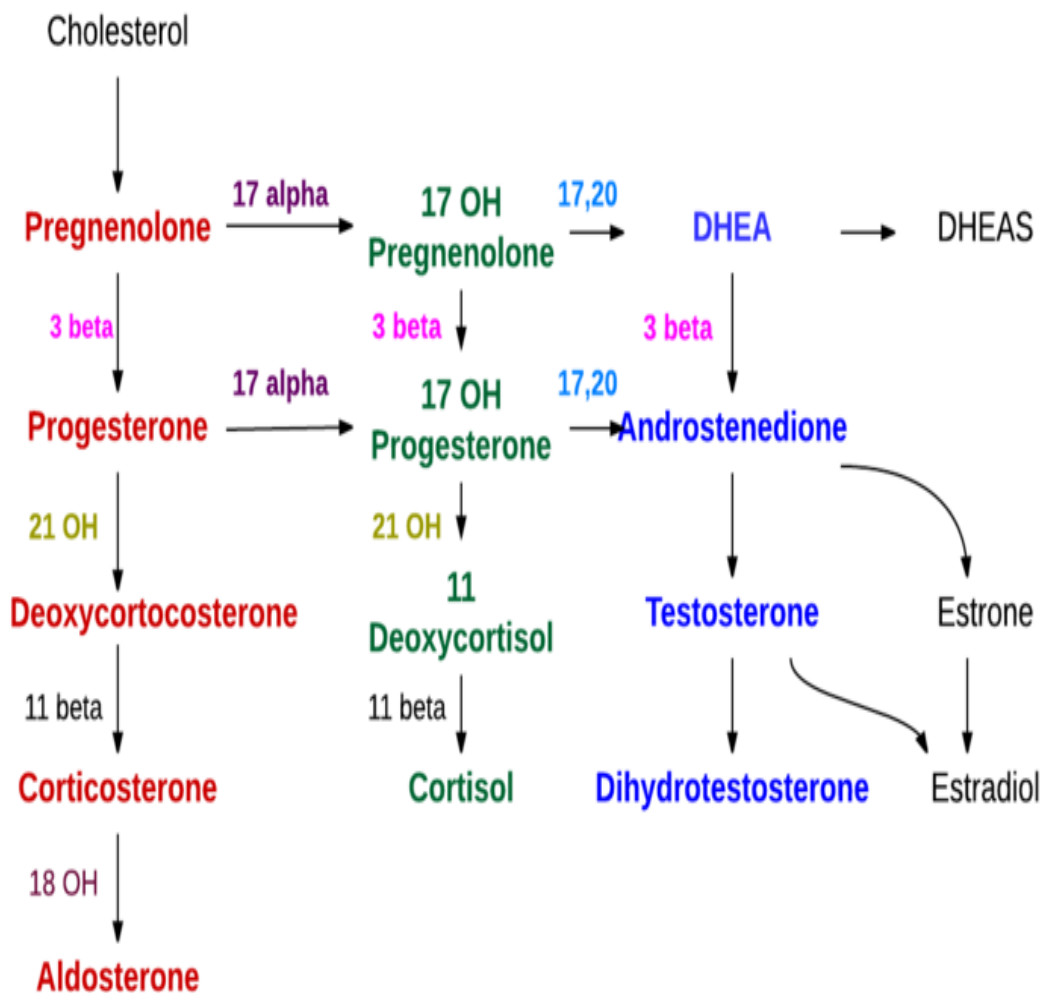 Cholesterol
17 alpha
17 OH
17,20
Pregnenolone
Pregnenolone
DHEA
DHEAS
3 beta
3 beta
3 beta
17 alpha
17 OH
17,20
Progesterone
Progesterone
Androstenedione
21 OH
21 OH
11
Deoxycortocosterone
Deoxycortisol
Testosterone
Estrone
11 beta
11 beta
Corticosterone
Cortisol
Dihydrotestosterone
Estradiol
18 OH
Aldosterone